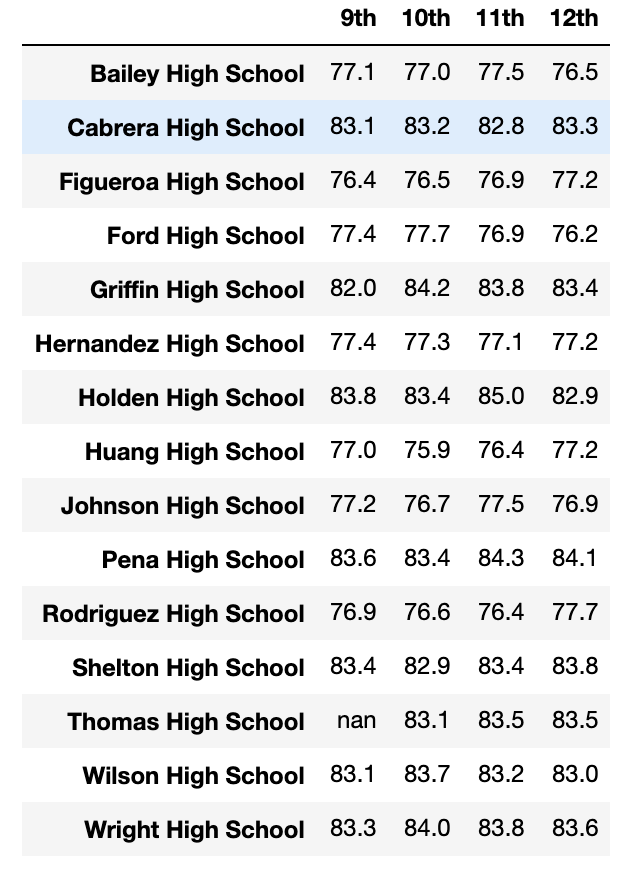 9th 10th 11th 12th
Bailey High School 77.1 77.0 77.5 76.5
Cabrera High School 83.1 83.2 82.8 83.3
Figueroa High School 76.4 76.5 76.9 77.2
Ford High School 77.4 77.7 76.9 76.2
Griffin High School 82.0 84.2 83.8 83.4
Hernandez High School 77.4 77.3 77.1 77.2
Holden High School 83.8 83.4 85.0 82.9
Huang High School 77.0 75.9 76.4 77.2
Johnson High School 77.2 76.7 77.5 76.9
Pena High School 83.6 83.4 84.3 84.1
Rodriguez High School 76.9 76.6 76.4 77.7
Shelton High School 83.4 82.9 83.4 83.8
Thomas High School nan 83.1 83.5 83.5
Wilson High School 83.1 83.7 83.2 83.0
Wright High School 83.3 84.0 83.8 83.6